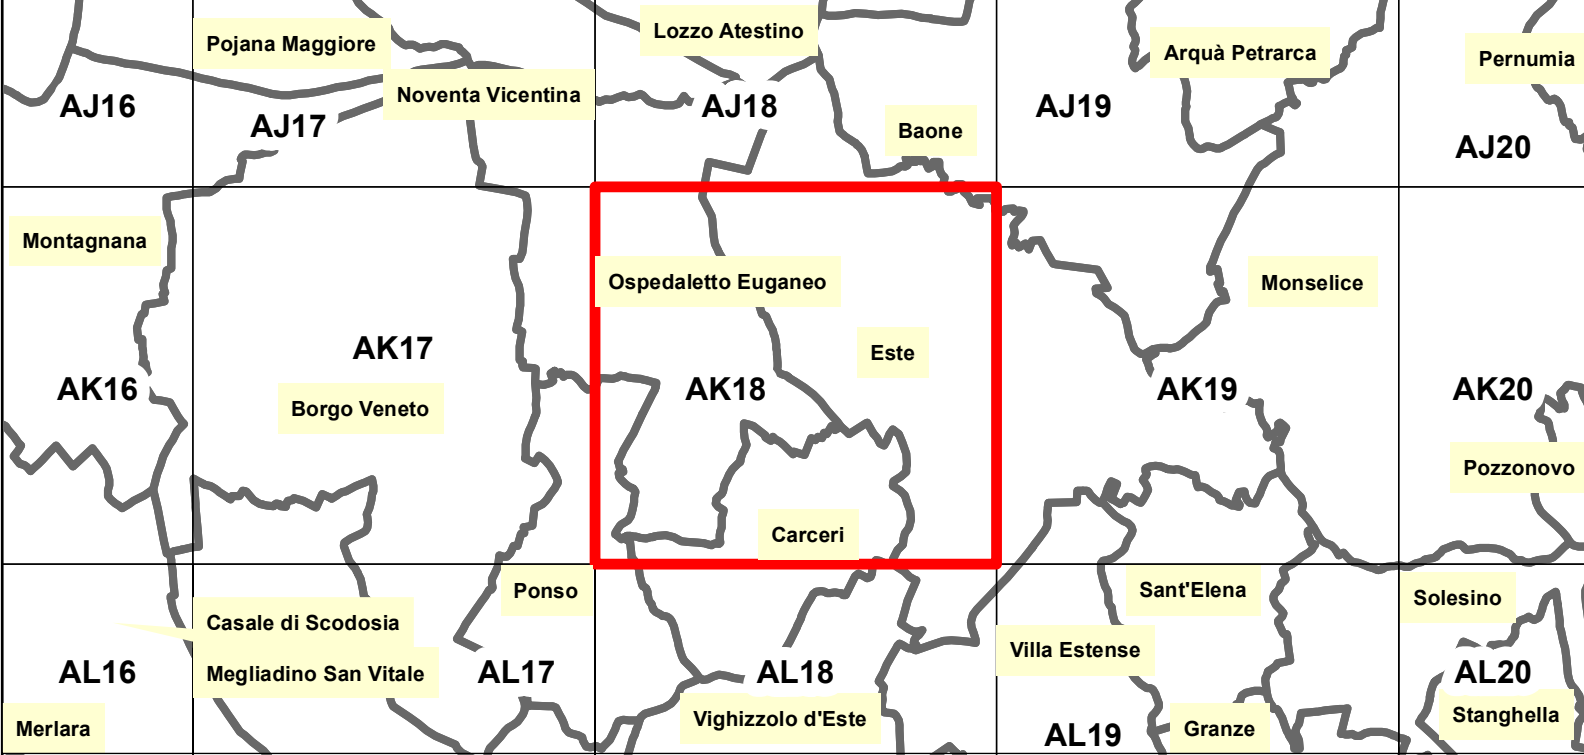 Lozzo Atestino
Pojana Maggiore
Arquà Petrarca
Pernumia
Noventa Vicentina
AJ16
AJ17
AJ18
AJ19
Baone
AJ20
Montagnana
Ospedaletto Euganeo
Monselice
AK17
Este
AK16
AK18
AK19
AK20
Borgo Veneto
Pozzonovo
Carceri
Ponso
Sant'Elena
Solesino
Casale di Scodosia
Villa Estense
Megliadino San Vitale
AL16
AL17
AL18
AL20
Merlara
Vighizzolo d'Este
AL19
Granze
Stanghella